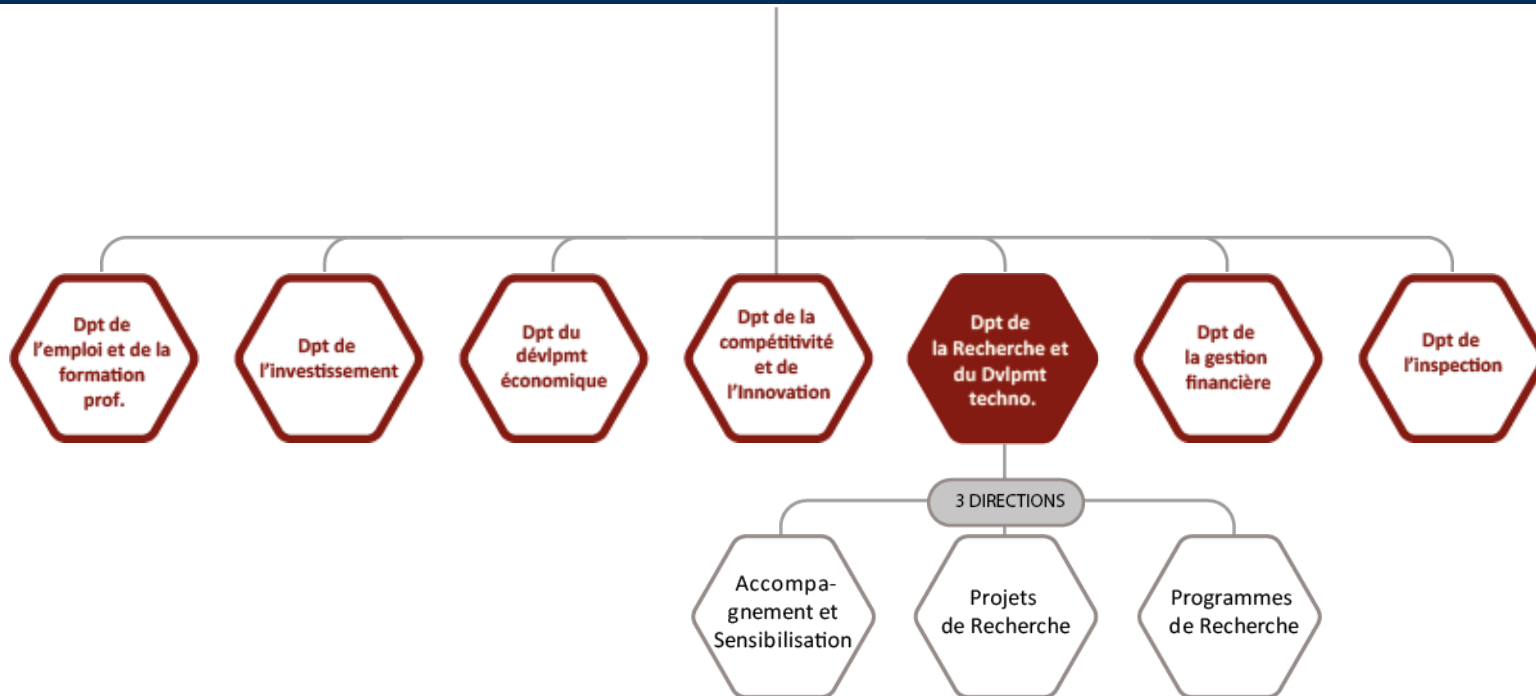 Dpt de
l'emploi et de la
formation
prof.
Dpt de
l'investissement
Dpt du
dévlpmt
économique
Dpt de la
compétitivité
et de
l'Innovation
Dpt de
la Recherche et
du Dvlpmt
techno.
Dpt de
la gestion
financière
Dpt de
l'inspection
3 DIRECTIONS
Accompa-
gnement et
Sensibilisation
Projets
de Recherche
Programmes
de Recherche